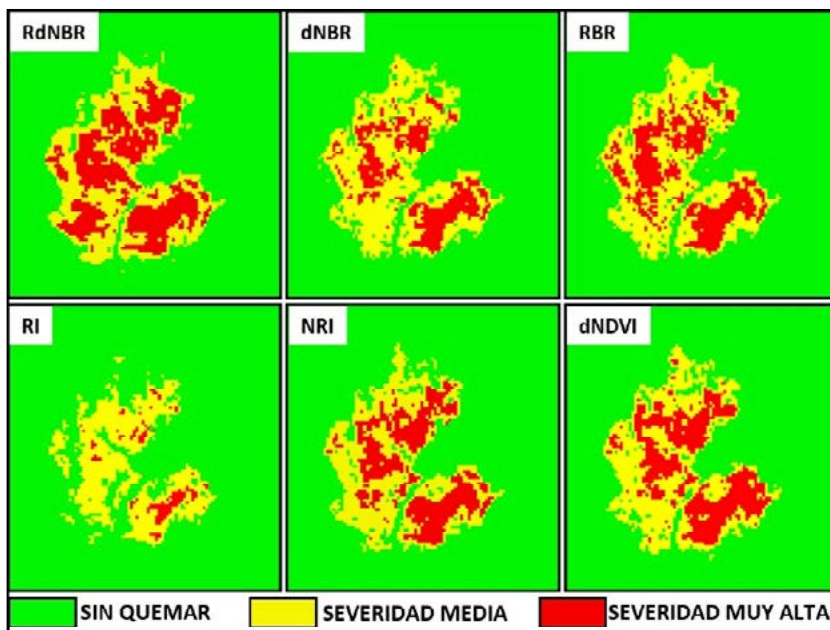 RdNBR
dNBR
RBR
RI
NRI
dNDVI
SIN QUEMAR
SEVERIDAD MEDIA
SEVERIDAD MUY ALTA